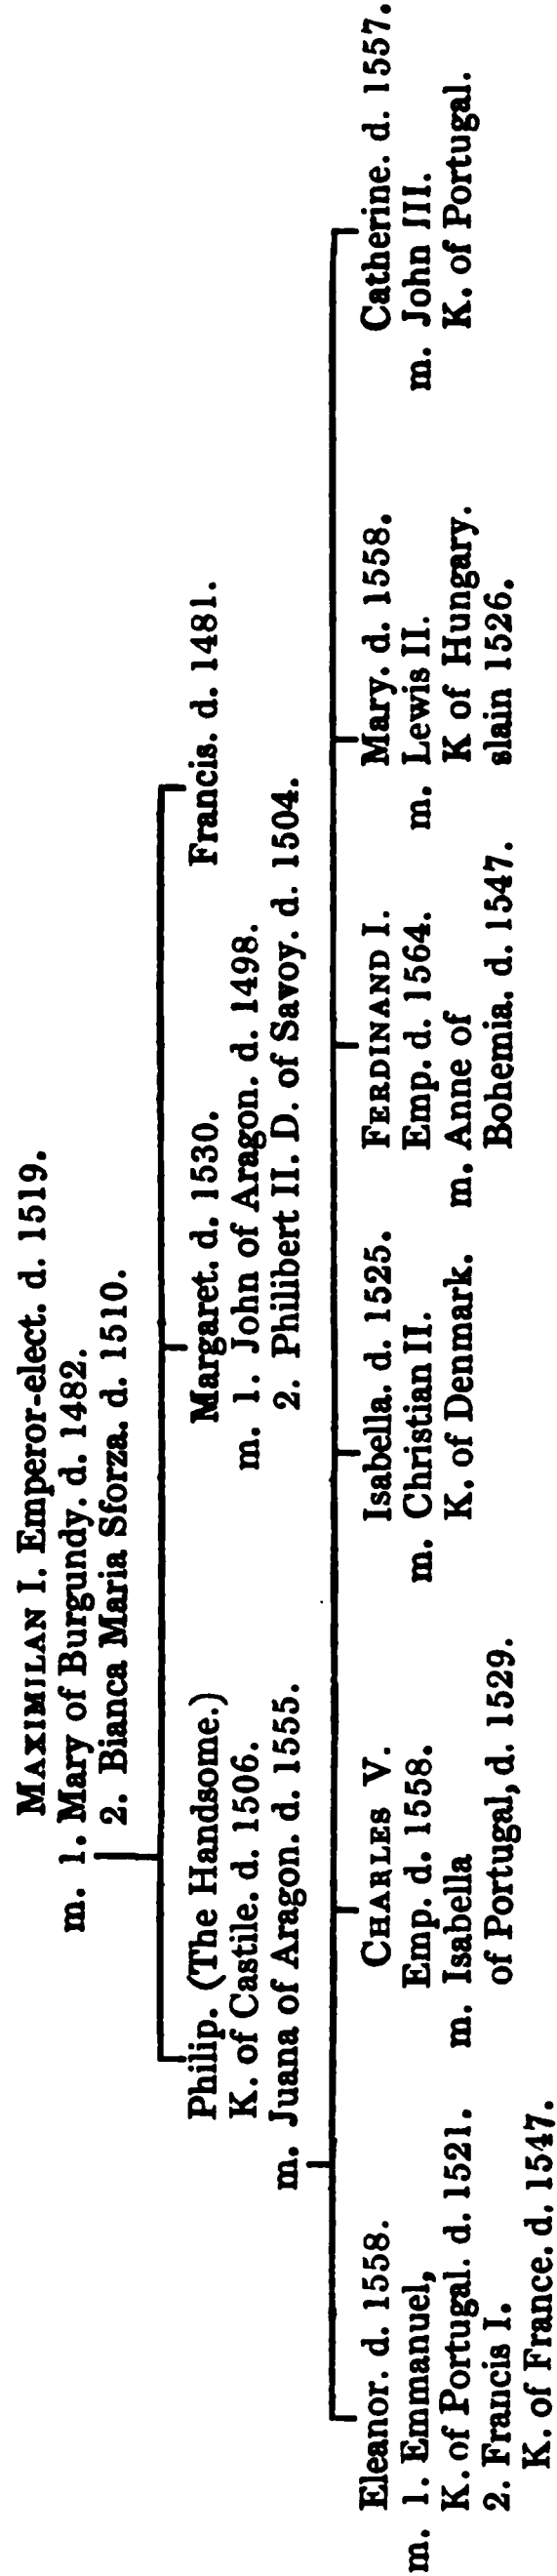 MAXIMILAN I. Emperor-elect. d. 1519.
m. 1. Mary of Burgundy. d. 1482.
2. Bianca Maria Sforza. d. 1510.
Philip. (The Handsome.)
K. of Castile. d. 1506.
m. Juana of Aragon. d. 1555.
Margaret. d. 1530.
m. 1. John of Aragon. d. 1498.
2. Philibert II. D. of Savoy. d. 1504.
Francis. d. 1481.
Eleanor. d. 1558.
m. 1. Emmanuel,
K. of Portugal. d. 1521.
2. Francis I.
K. of France. d. 1547.
CHARLES V.
Emp. d. 1558.
m. Isabella
of Portugal, d. 1529.
Isabella. d. 1525.
m. Christian II.
K. of Denmark.
FERDINAND I.
Emp. d. 1564.
m. Anne of
Bohemia. d. 1547.
Mary. d. 1558.
m. Lewis II.
K of Hungary.
slain 1526.
Catherine. d. 1557.
m. John III.
K. of Portugal.